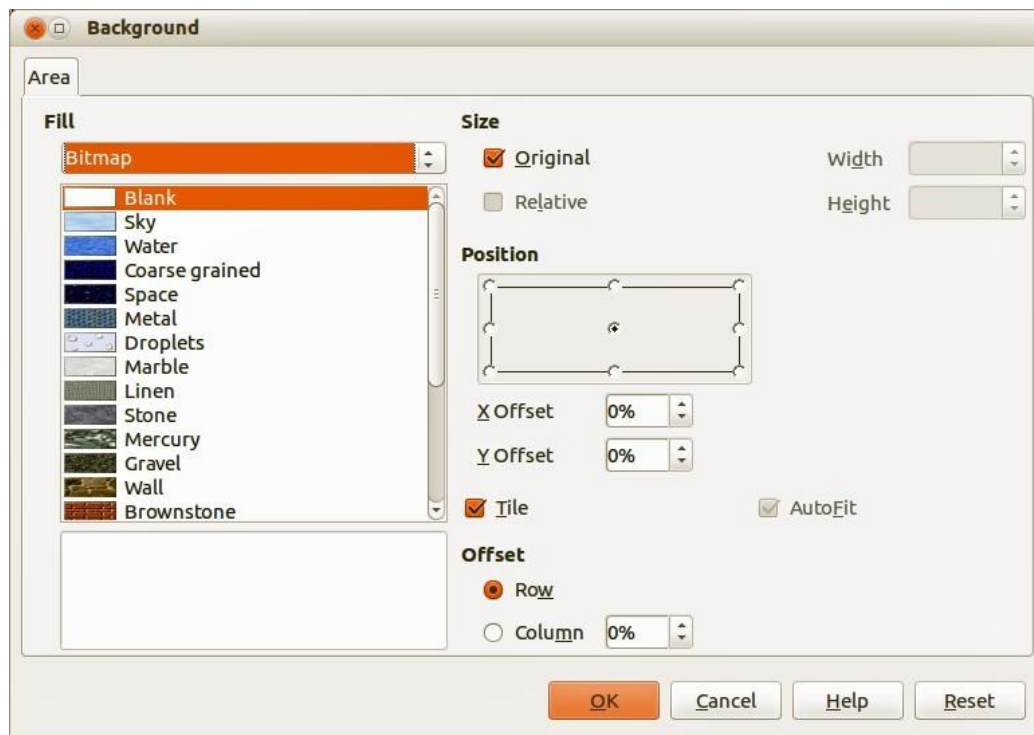 Background
Area
Fill
Bitmap
Blank
Sky
Water
Coarse grained
Space
Metal
Droplets
Marble
Linen
Stone
Mercury
Gravel
Wall
Brownstone
Size
Original
Width
Relative
Height
Position
X Offset 0%
Y Offset 0%
Tile
AutoFit
Offset
Row
Column 0%
OK Cancel Help Reset